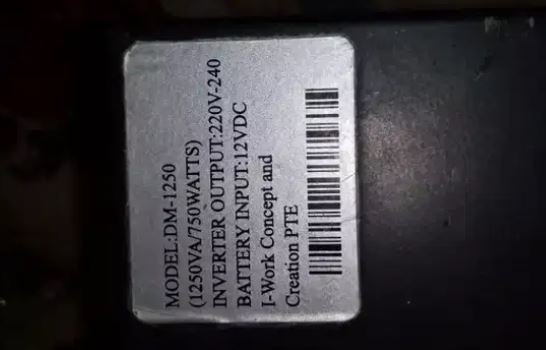 MODEL:DM-1250
(1250VA/750WATTS)
INVERTER OUTPUT:220V-240
BATTERY INPUT:12VDC
I-Work Concept and
Creation PTE